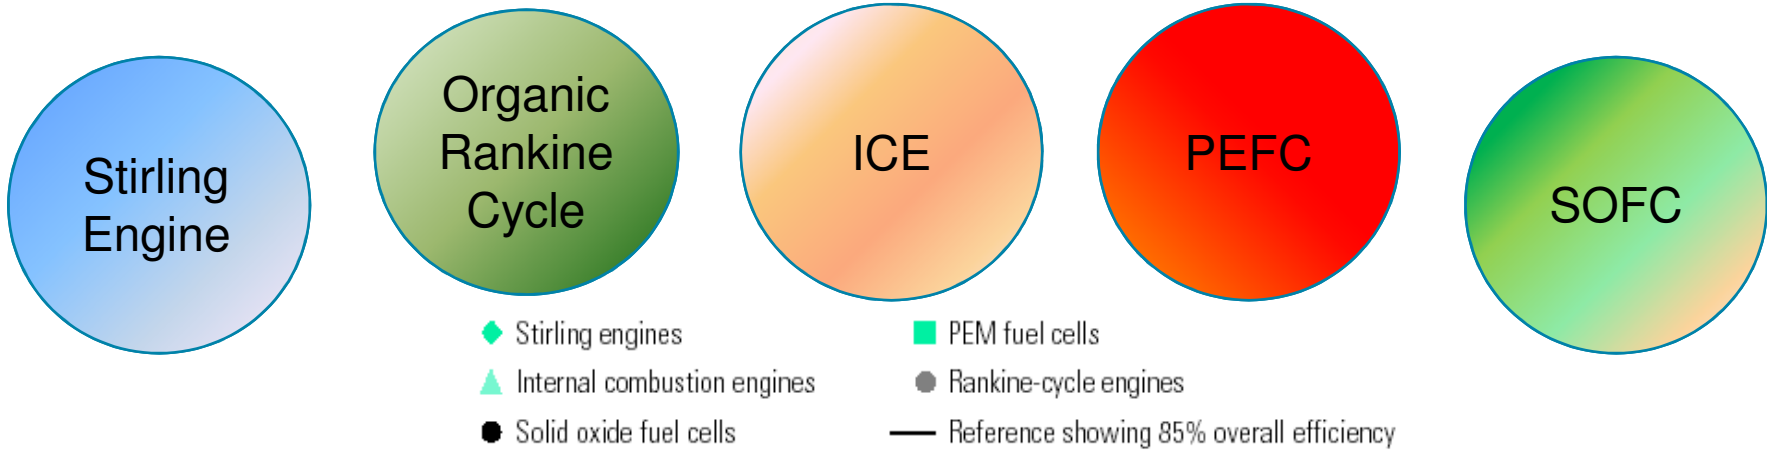 Stirling
Engine
Organic
Rankine
Cycle
ICE
PEFC
SOFC
Stirling engines
PEM fuel cells
Internal combustion engines
Rankine-cycle engines
Solid oxide fuel cells
Reference showing 85% overall efficiency